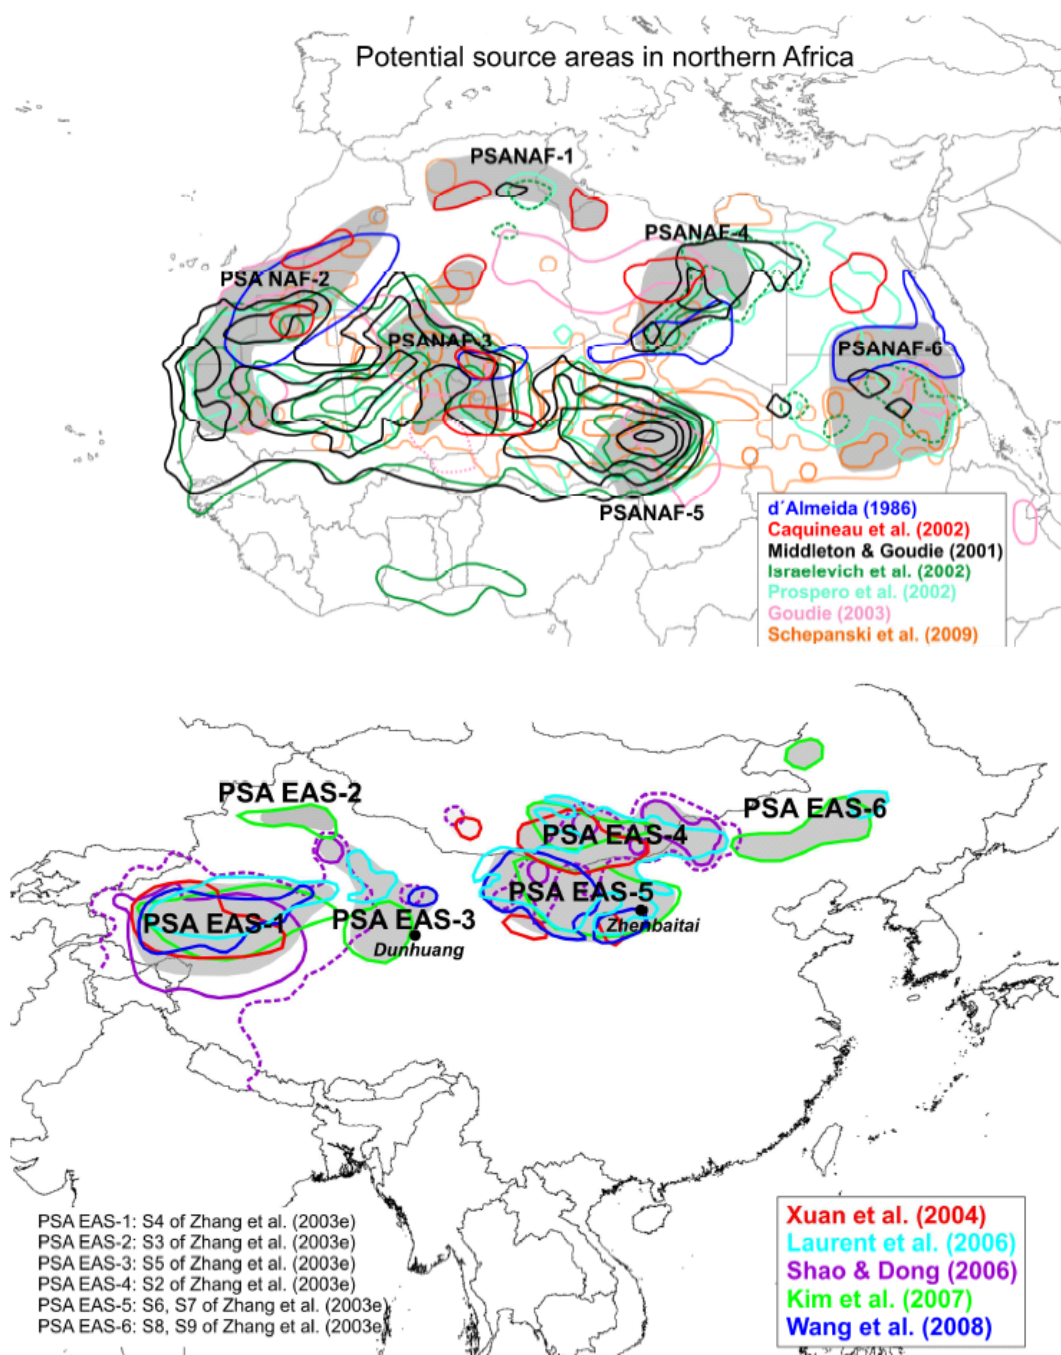 Potential source areas in northern Africa
PSANAF-1
PSANAF-4
PSA NAF-2
PSANAF-3
PSANAF-6
PSANAF-5
d´Almeida (1986)
Caquineau et al. (2002)
Middleton & Goudie (2001)
Israelevich et al. (2002)
Prospero et al. (2002)
Goudie (2003)
Schepanski et al. (2009)
PSA EAS-2
PSA EAS-6
PSA EAS-4
PSA EAS-5
PSA EAS-1
PSA EAS-3
Zhenbaitai
Dunhuang
PSA EAS-1: S4 of Zhang et al. (2003e)
PSA EAS-2: S3 of Zhang et al. (2003e)
PSA EAS-3: S5 of Zhang et al. (2003e)
PSA EAS-4: S2 of Zhang et al. (2003e)
PSA EAS-5: S6, S7 of Zhang et al. (2003e)
PSA EAS-6: S8, S9 of Zhang et al. (2003e)
Xuan et al. (2004)
Laurent et al. (2006)
Shao & Dong (2006)
Kim et al. (2007)
Wang et al. (2008)